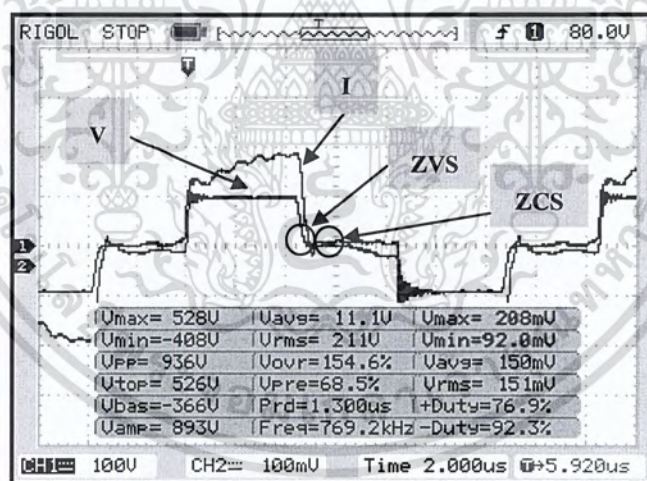 RIGOL STOP T 80.0V
T
I
V
ZVS
ZCS
1
2
Vmax= 528V Vavg= 11.1V Vmax= 208mV
Vmin=-408V Vrms= 211V Vmin=92.0mV
Vpp= 936V Vovr=154.6% Vavg= 150mV
Vtop= 526V Vpre=68.5% Vrms= 151mV
Vbas=-366V Prd=1.300us +Duty=76.9%
Vamp= 893V Freq=769.2kHz -Duty=92.3%
CH1 100V CH2 100mV Time 2.000us T→5.920us